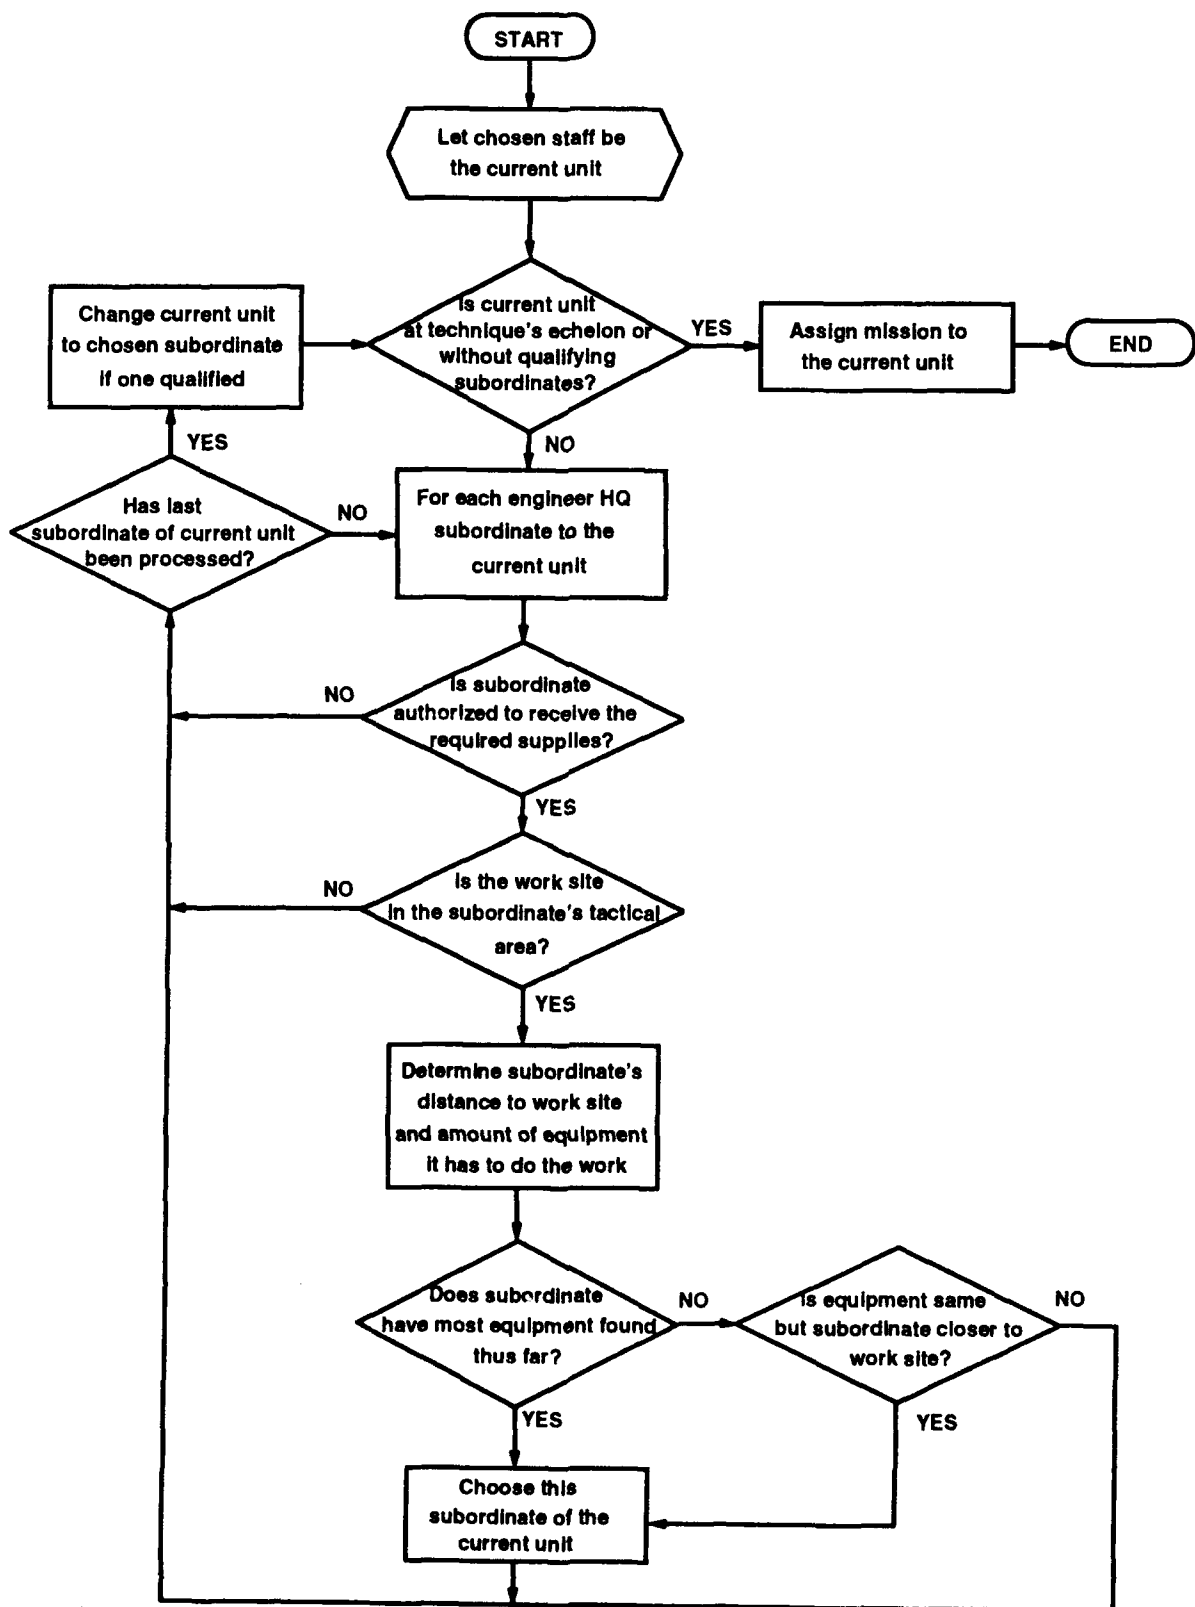 START
Let chosen staff be
the current unit
Is current unit
at technique's echelon or
without qualifying
subordinates?
YES
Assign mission to
the current unit
END
Change current unit
to chosen subordinate
if one qualified
YES
NO
Has last
subordinate of current unit
been processed?
NO
For each engineer HQ
subordinate to the
current unit
NO
Is subordinate
authorized to receive the
required supplies?
YES
NO
Is the work site
in the subordinate's tactical
area?
YES
Determine subordinate's
distance to work site
and amount of equipment
it has to do the work
Does subordinate
have most equipment found
thus far?
NO
Is equipment same
but subordinate closer to
work site?
NO
YES
YES
Choose this
subordinate of the
current unit